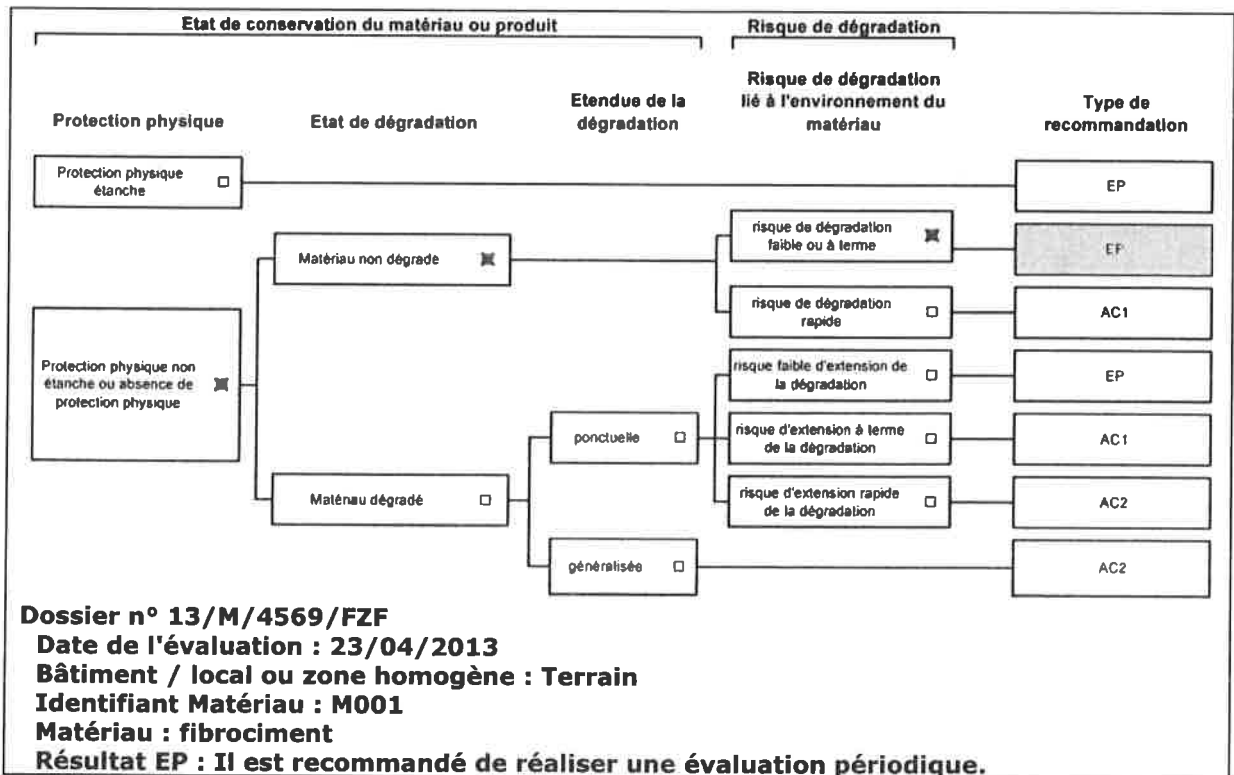 Etat de conservation du matériau ou produit
Risque de dégradation
Protection physique
Etat de dégradation
Etendue de la
dégradation
Risque de dégradation
lié à l'environnement du
matériau
Type de
recommandation
Protection physique
étanche
EP
Matériau non dégradé
risque de dégradation
faible ou à terme
EP
risque de dégradation
rapide
AC1
Protection physique non
étanche ou absence de
protection physique
risque faible d'extension de
la dégradation
EP
ponctuelle
risque d'extension à terme
de la dégradation
AC1
Matériau dégradé
risque d'extension rapide
de la dégradation
AC2
généralisée
AC2
Dossier n° 13/M/4569/FZF
Date de l'évaluation : 23/04/2013
Bâtiment / local ou zone homogène : Terrain
Identifiant Matériau : M001
Matériau : fibrociment
Résultat EP : Il est recommandé de réaliser une évaluation périodique.